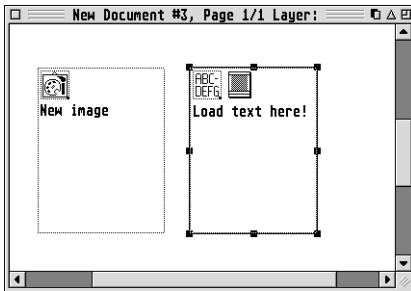 New Document #3, Page 1/1 Layer:
New image
ABC-
DEFG
Load text here!